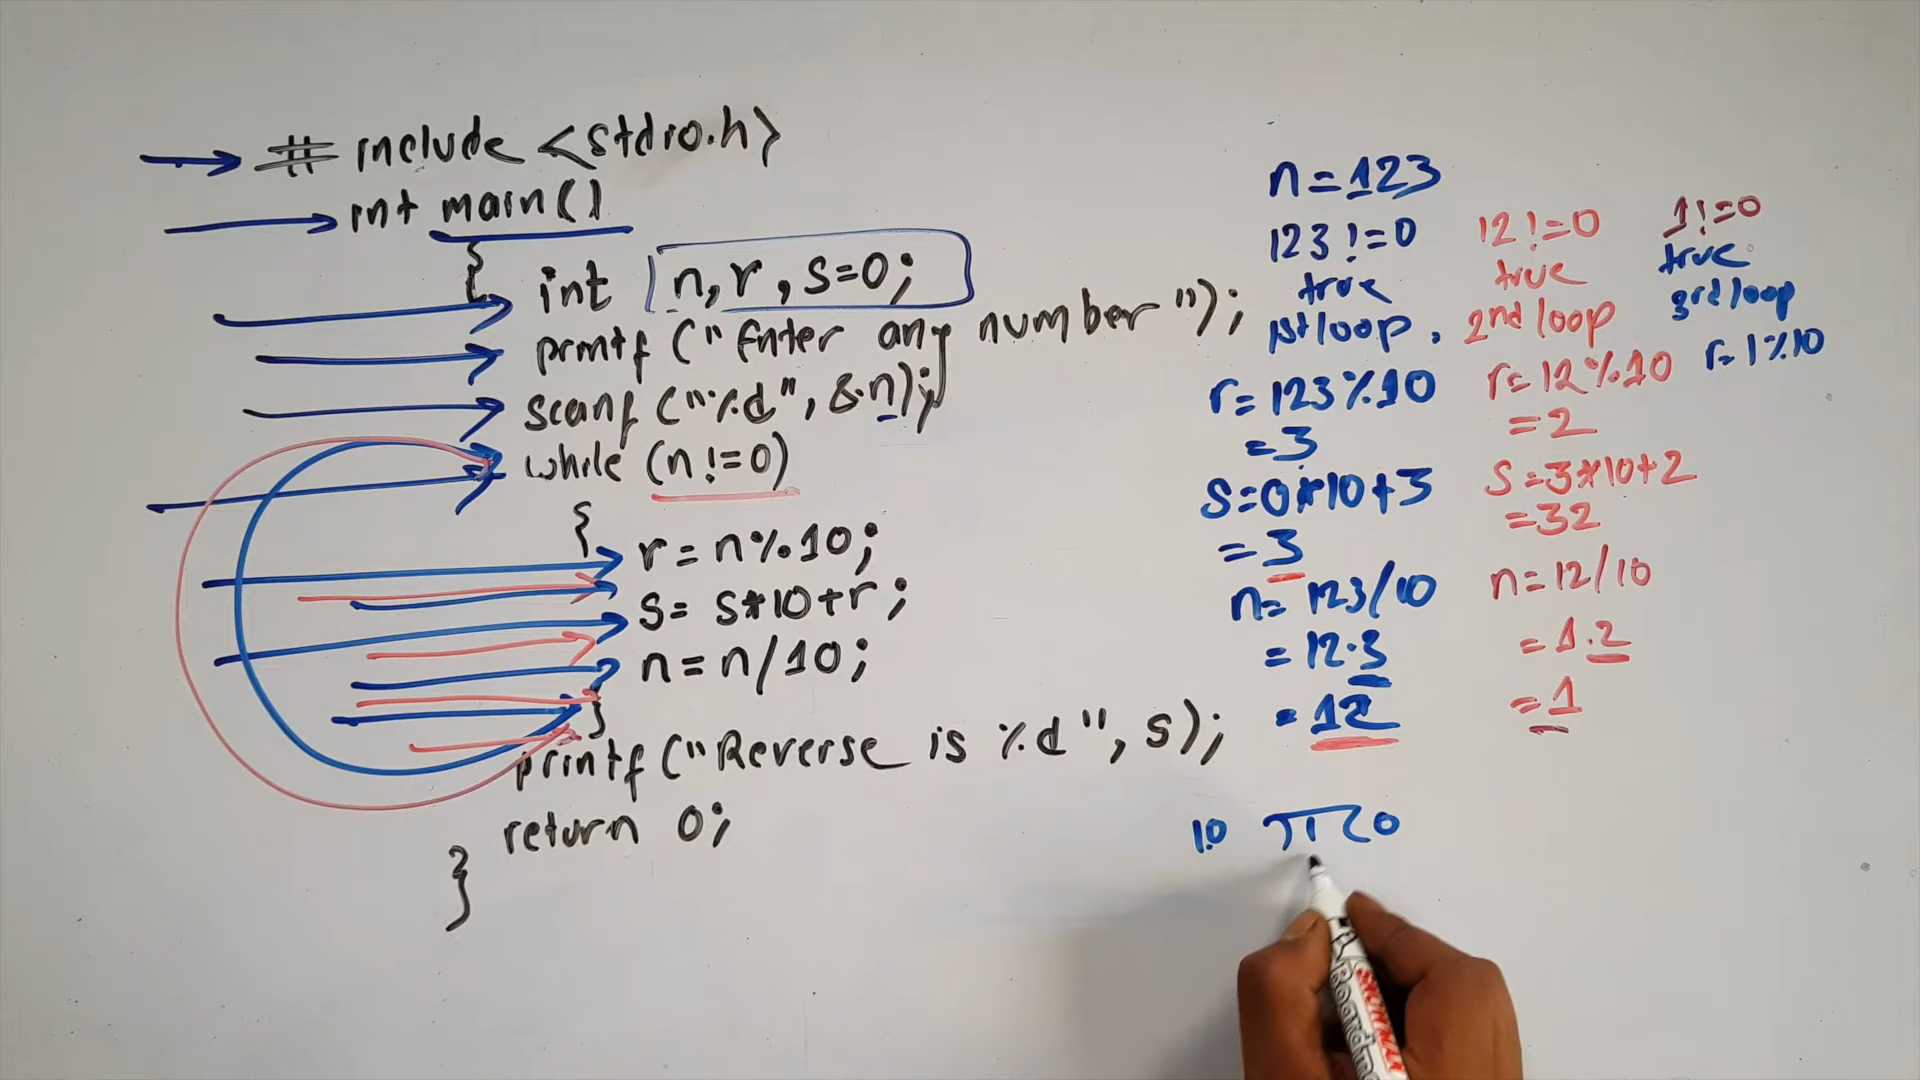 # include <stdio.h>
int main()
{
int n, r, s=0;
printf ("Enter any number");
scanf ("%d", &n);
while (n!=0)
{
r = n%10;
s= s*10+r;
n = n/10;
}
printf ("Reverse is %d", s);
return 0;
}
n = 123
123!=0
true
1st loop,
r= 123%10
=3
s=0*10+3
=3
n= 123/10
= 12.3
= 12
12!=0
true
2nd loop
r= 12%10
=2
s=3*10+2
=32
n=12/10
=1.2
=1
1!=0
true
3rd loop
r= 1%10
10
1
0
BoardMa